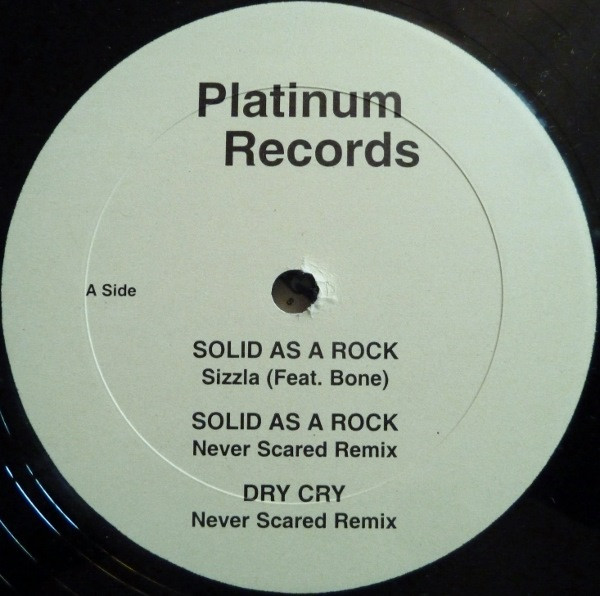 Platinum
Records
A Side
SOLID AS A ROCK
Sizzla (Feat. Bone)
SOLID AS A ROCK
Never Scared Remix
DRY CRY
Never Scared Remix